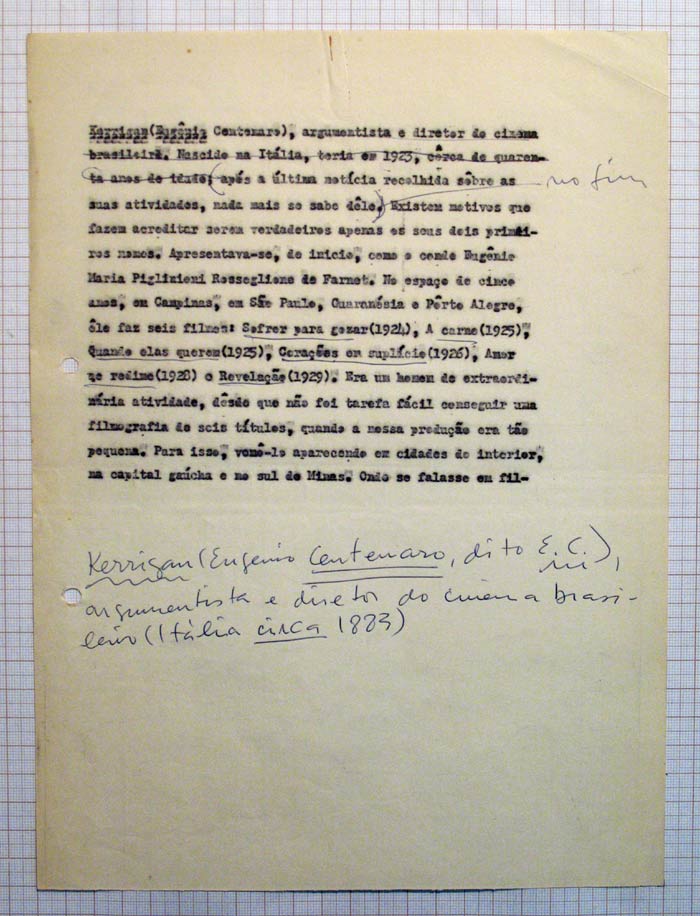 Kerrigan(Eugênio Centenaro), argumentista e diretor do cinema
brasileiro. Nascido na Itália, teria em 1923, cêrca de quaren-
ta anos de idade; (após a última notícia recolhida sôbre as
no fim
suas atividades, nada mais se sabe dêle.) Existem motivos que
fazem acreditar serem verdadeiros apenas os seus dois primei-
ros nomes. Apresentava-se, de início, como o conde Eugênio
Maria Piglinioni Rosseglione de Farnet. No espaço de cinco
anos, em Campinas, em São Paulo, Guaranésia e Pôrto Alegre,
êle faz seis filmes: Sofrer para gozar(1924), A carne(1925),
Quando elas querem(1925), Corações em suplício(1926), Amor
que redime(1928) e Revelação(1929). Era um homem de extraordi-
nária atividade, dêsde que não foi tarefa fácil conseguir uma
filmografia de seis títulos, quando a nossa produção era tão
pequena. Para isso, vemô-lo aparecendo em cidades do interior,
na capital gaúcha e no sul de Minas. Onde se falasse em fil-
Kerrigan (Eugenio Centenaro, dito E. C.),
argumentista e diretor do cinema brasi-
leiro (Itália circa 1883)